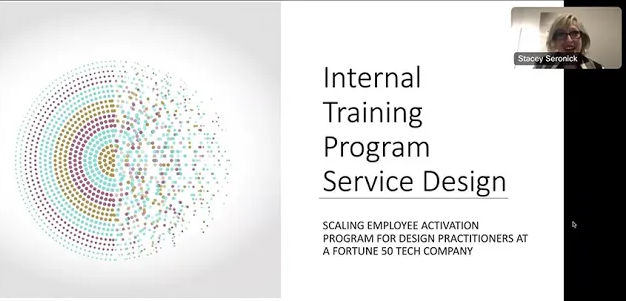 Stacey Seronick
Internal
Training
Program
Service Design
SCALING EMPLOYEE ACTIVATION
PROGRAM FOR DESIGN PRACTITIONERS AT
A FORTUNE 50 TECH COMPANY